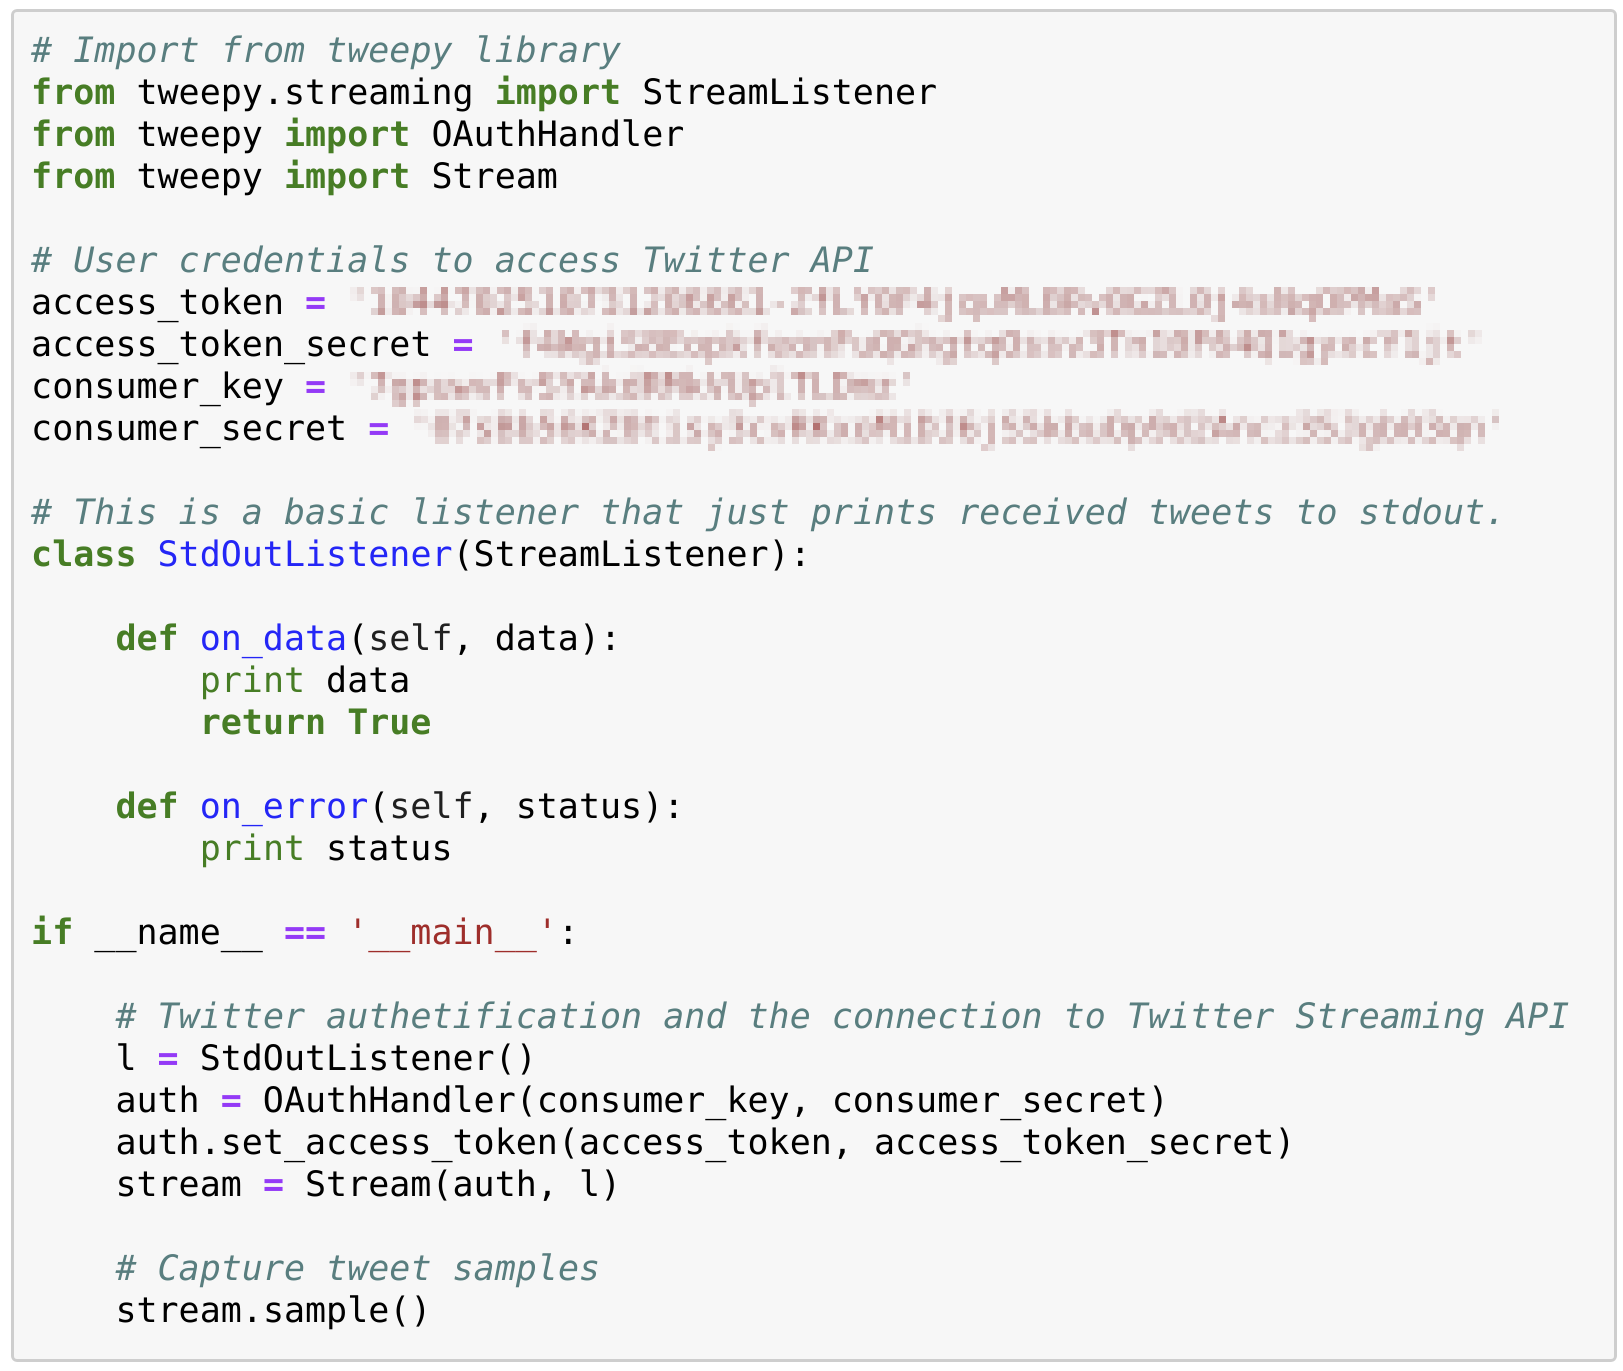 # Import from tweepy library
from tweepy.streaming import StreamListener
from tweepy import OAuthHandler
from tweepy import Stream
# User credentials to access Twitter API
access_token =
access_token_secret =
consumer_key =
consumer_secret =
# This is a basic listener that just prints received tweets to stdout.
class StdOutListener(StreamListener):
def on_data(self, data):
print data
return True
def on_error(self, status):
print status
if __name__ == '__main__':
# Twitter authetification and the connection to Twitter Streaming API
l = StdOutListener()
auth = OAuthHandler(consumer_key, consumer_secret)
auth.set_access_token(access_token, access_token_secret)
stream = Stream(auth, l)
# Capture tweet samples
stream.sample()